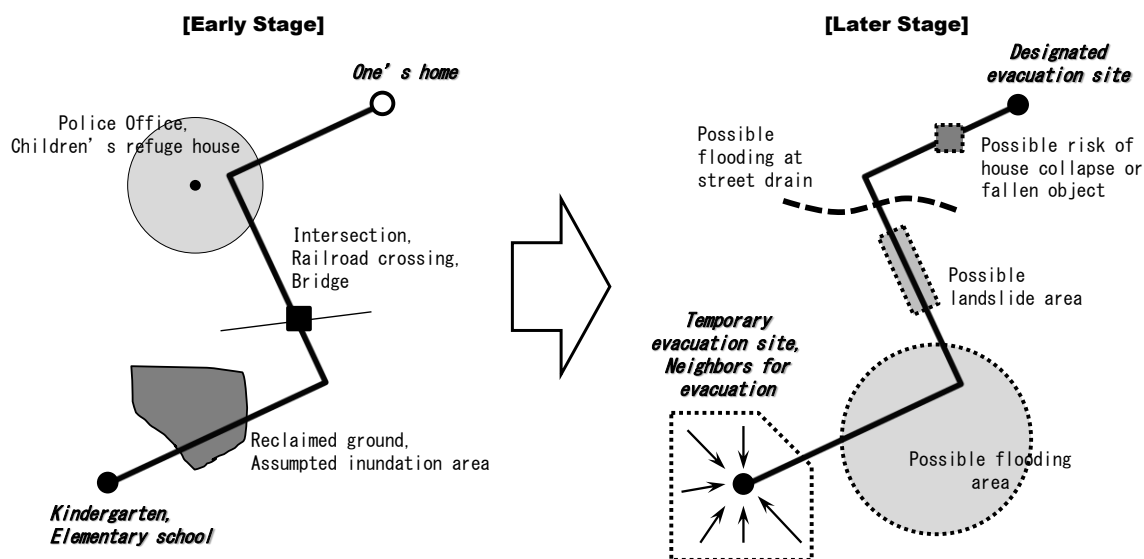 [Early Stage]
One's home
Police Office,
Children's refuge house
Intersection,
Railroad crossing,
Bridge
Reclaimed ground,
Assumpted inundation area
Kindergarten,
Elementary school
[Later Stage]
Designated
evacuation site
Possible
flooding at
street drain
Possible risk of
house collapse or
fallen object
Possible
landslide area
Temporary
evacuation site,
Neighbors for
evacuation
Possible flooding
area